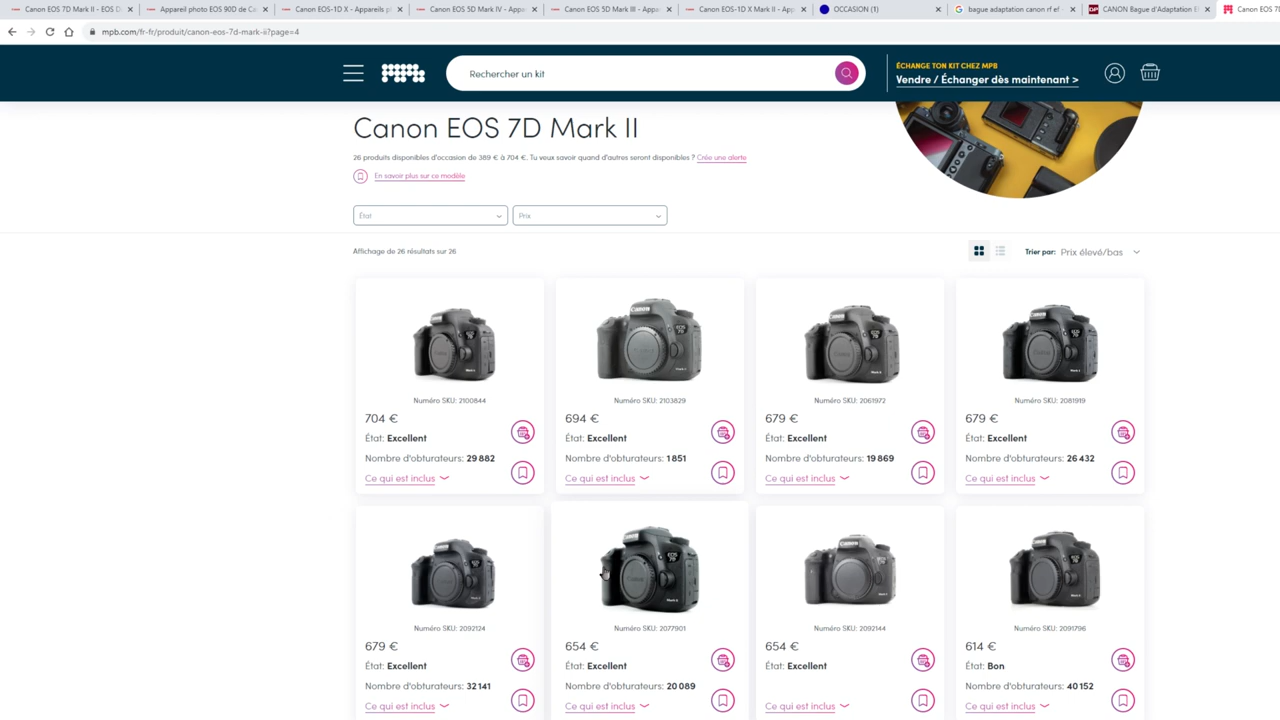 Canon EOS 7D Mark II - EOS D
Appareil photo EOS 90D de Ca
Canon EOS-1D X - Appareils p
Canon EOS 5D Mark IV - Appa
Canon EOS 5D Mark III - Appa
Canon EOS-1D X Mark II - App
OCCASION (1)
bague adaptation canon rf ef -
CANON Bague d'Adaptation E
Canon EOS 7D
mpb.com/fr-fr/produit/canon-eos-7d-mark-ii?page=4
mpb
Rechercher un kit
ÉCHANGE TON KIT CHEZ MPB
Vendre / Échanger dès maintenant >
Canon EOS 7D Mark II
26 produits disponibles d'occasion de 389 € à 704 €. Tu veux savoir quand d'autres seront disponibles ? Crée une alerte
En savoir plus sur ce modèle
État
Prix
Affichage de 26 résultats sur 26
Trier par: Prix élevé/bas
Numéro SKU: 2100844
704 €
État: Excellent
Nombre d'obturateurs: 29 882
Ce qui est inclus
Numéro SKU: 2103829
694 €
État: Excellent
Nombre d'obturateurs: 1 851
Ce qui est inclus
Numéro SKU: 2061972
679 €
État: Excellent
Nombre d'obturateurs: 19 869
Ce qui est inclus
Numéro SKU: 2081919
679 €
État: Excellent
Nombre d'obturateurs: 26 432
Ce qui est inclus
Numéro SKU: 2092124
679 €
État: Excellent
Nombre d'obturateurs: 32 141
Ce qui est inclus
Numéro SKU: 2077901
654 €
État: Excellent
Nombre d'obturateurs: 20 089
Ce qui est inclus
Numéro SKU: 2092144
654 €
État: Excellent
Ce qui est inclus
Numéro SKU: 2091796
614 €
État: Bon
Nombre d'obturateurs: 40 152
Ce qui est inclus